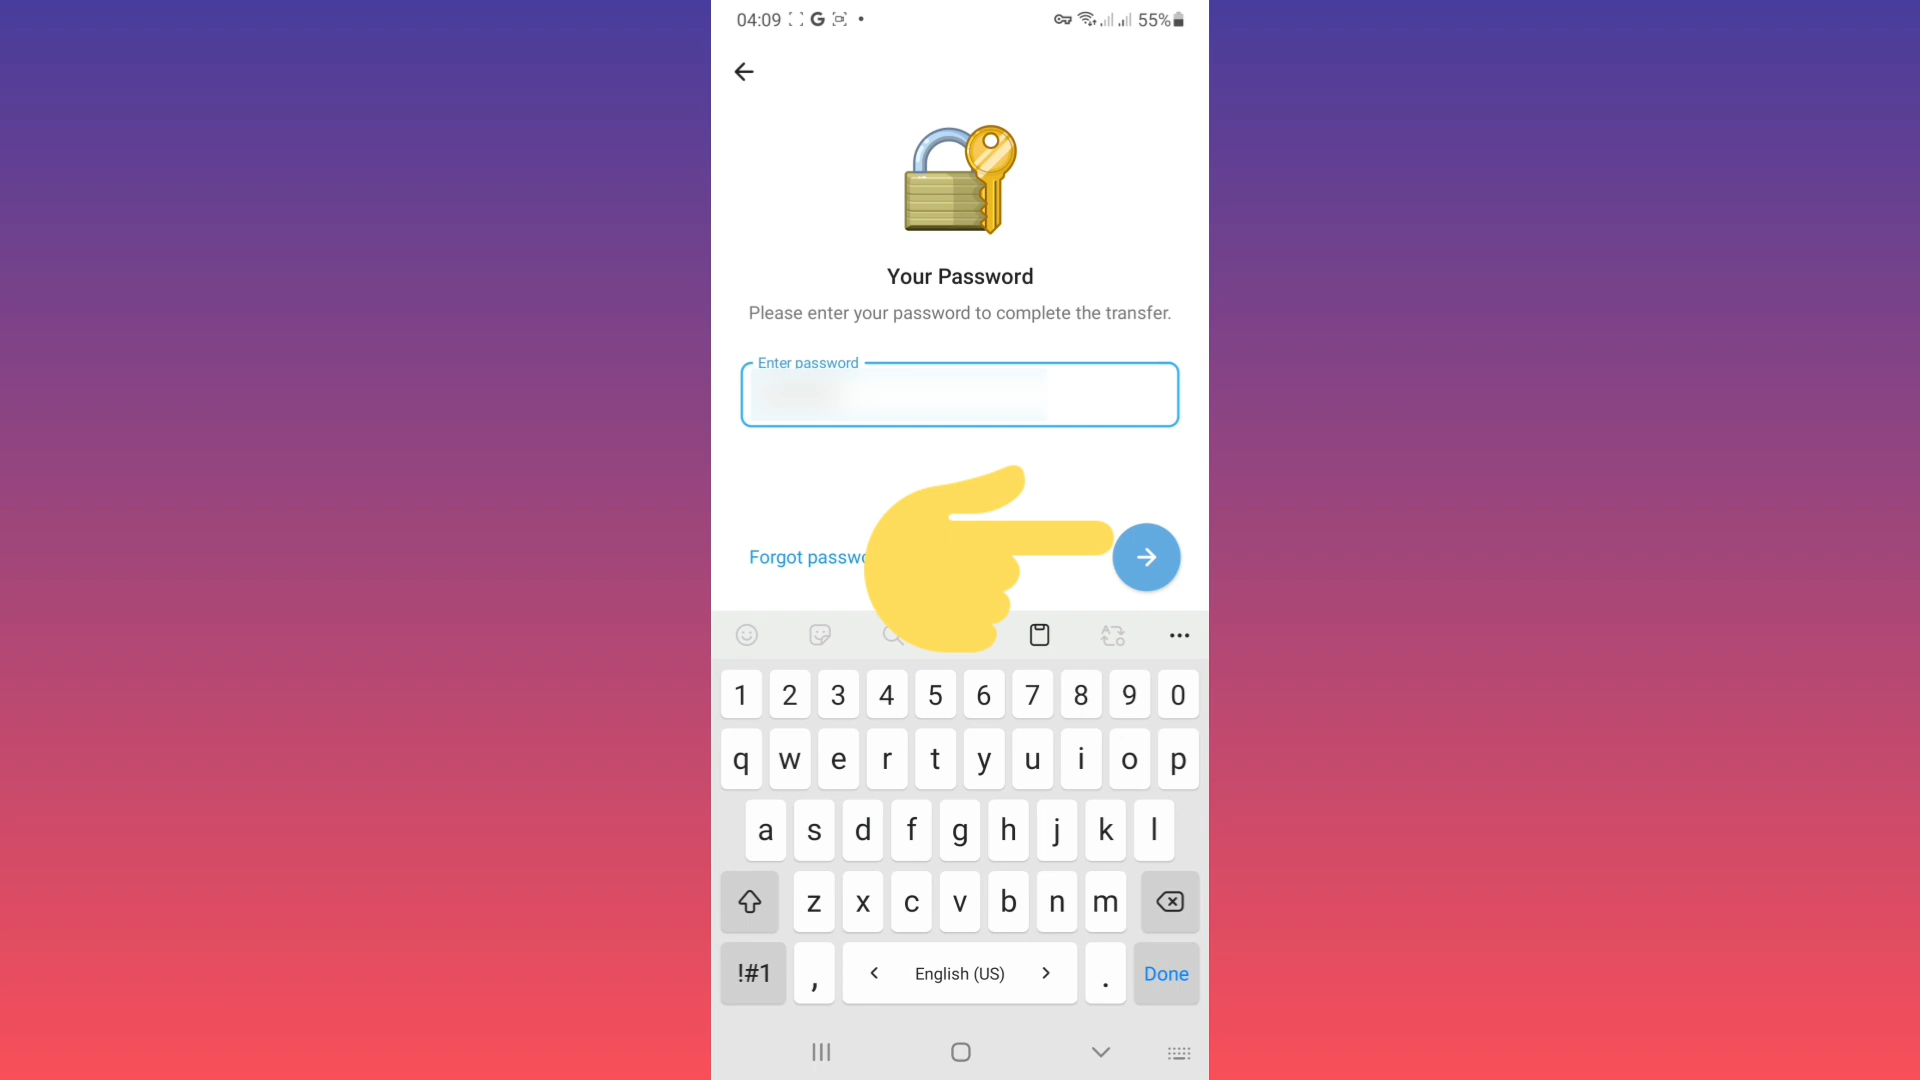 04:09 G 55%
Your Password
Please enter your password to complete the transfer.
Enter password
Forgot passwo
1 2 3 4 5 6 7 8 9 0
q w e r t y u i o p
a s d f g h j k l
z x c v b n m
!#1 , < English (US) > . Done